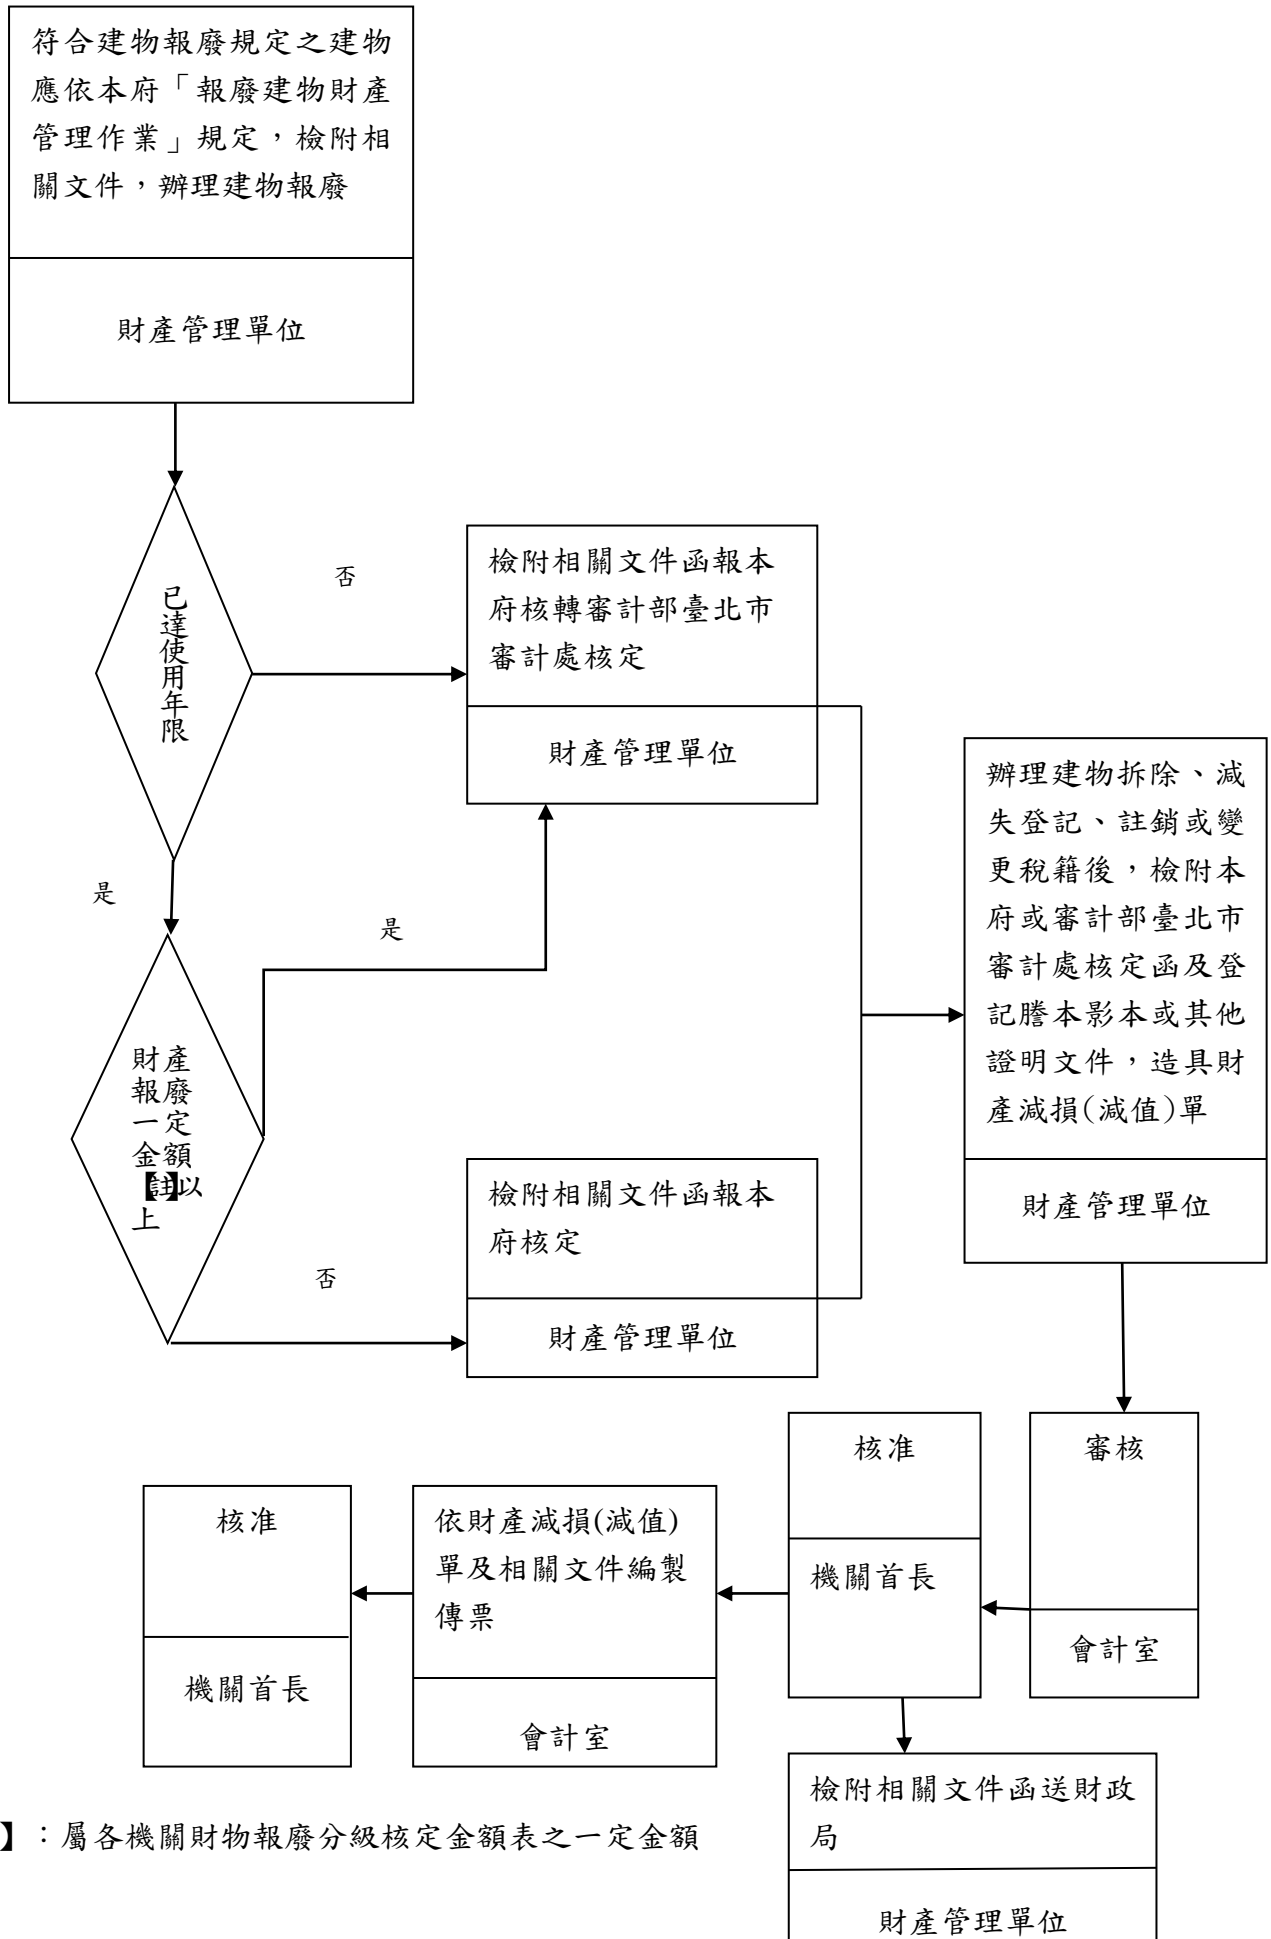 符合建物報廢規定之建物
應依本府「報廢建物財產
管理作業」規定，檢附相
關文件，辦理建物報廢
財產管理單位
已達使用年限
否
檢附相關文件函報本
府核轉審計部臺北市
審計處核定
財產管理單位
是
是
財產
報廢
一定
金額
【註】以
上
否
檢附相關文件函報本
府核定
財產管理單位
辦理建物拆除、減
失登記、註銷或變
更稅籍後，檢附本
府或審計部臺北市
審計處核定函及登
記謄本影本或其他
證明文件，造具財
產減損(減值)單
財產管理單位
審核
會計室
核准
機關首長
依財產減損(減值)
單及相關文件編製
傳票
會計室
核准
機關首長
檢附相關文件函送財政
局
財產管理單位
】：屬各機關財物報廢分級核定金額表之一定金額